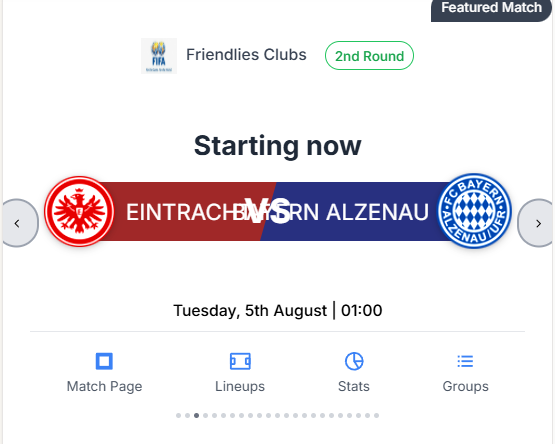 Featured Match
FIFA
Friendlies Clubs
2nd Round
Starting now
EINTRACH
VS
BAYERN ALZENAU
FC BAYERN
ALZENAU/UFR
Tuesday, 5th August | 01:00
Match Page
Lineups
Stats
Groups